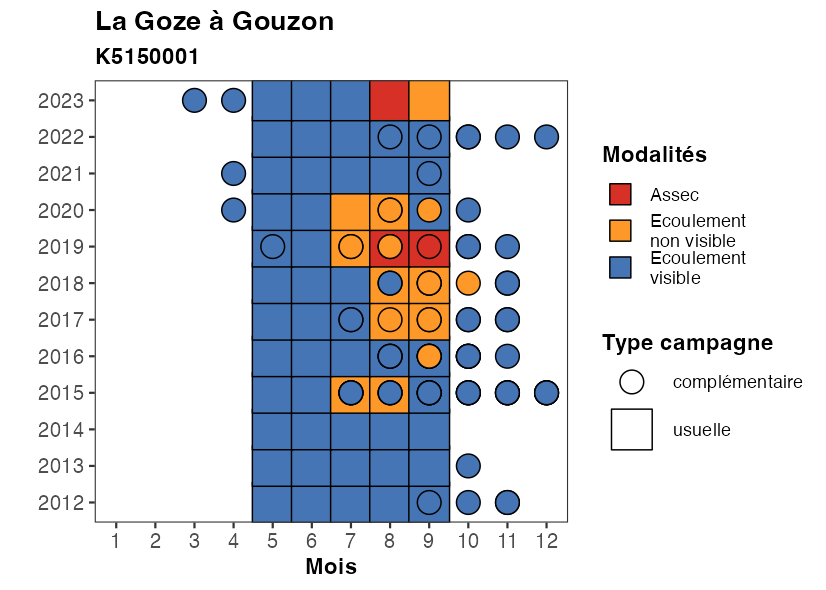 La Goze à Gouzon
K5150001
2023
2022
2021
2020
2019
2018
2017
2016
2015
2014
2013
2012
1 2 3 4 5 6 7 8 9 10 11 12
Mois
Modalités
Assec
Ecoulement
non visible
Ecoulement
visible
Type campagne
complémentaire
usuelle